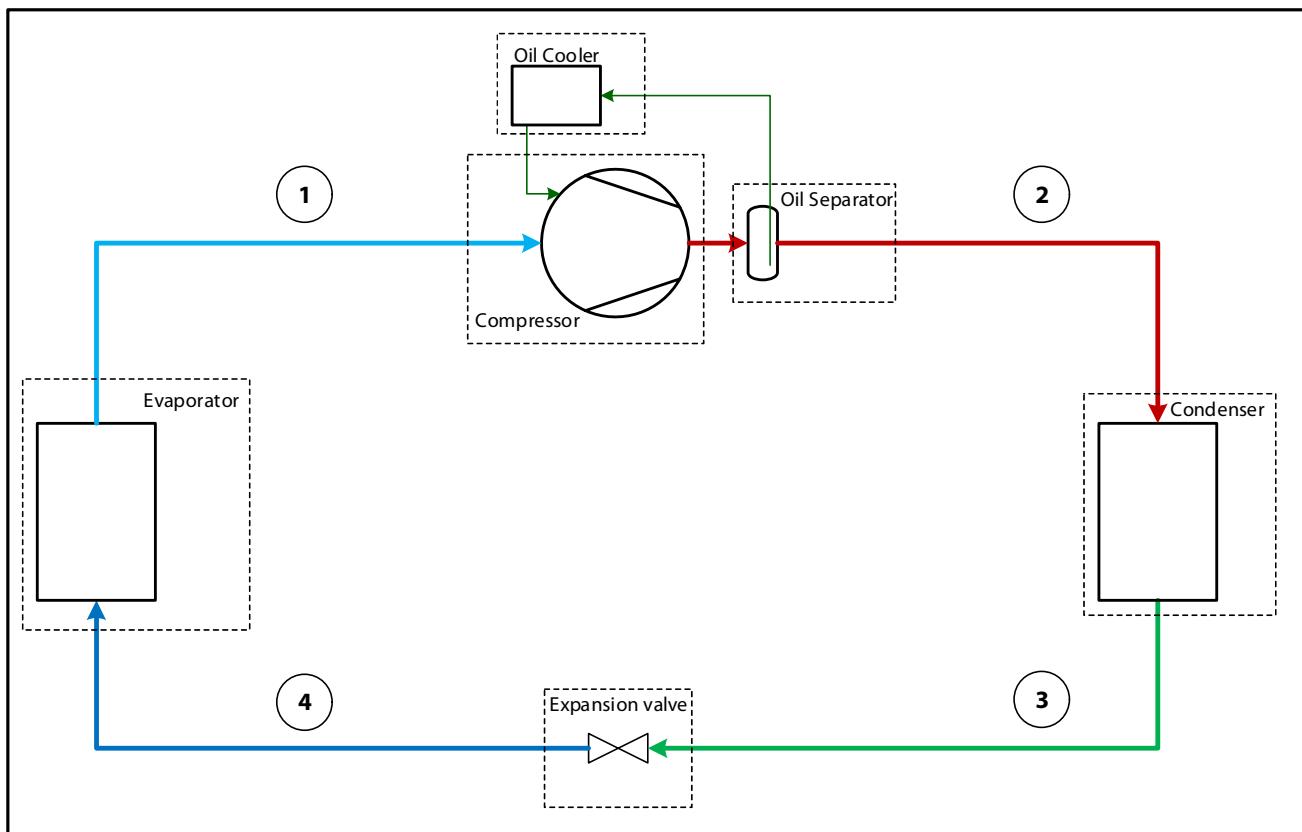 Oil Cooler
1
2
Oil Separator
Compressor
Evaporator
Condenser
4
3
Expansion valve